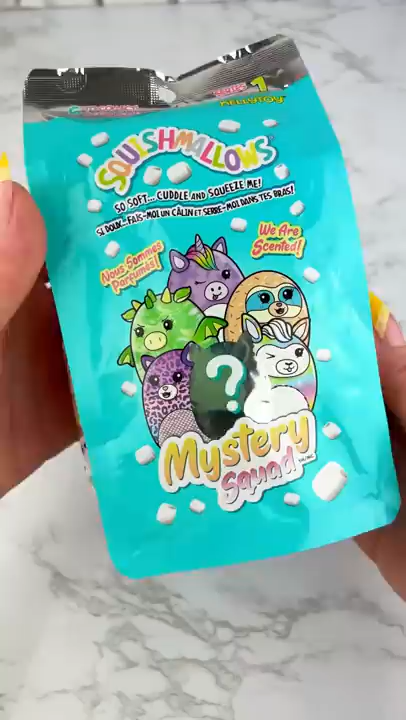 SERIES 1
KELLYTOY
SQUISHMALLOWS
SO SOFT... CUDDLE AND SQUEEZE ME!
SI DOUX... FAIS-MOI UN CÂLIN ET SERRE-MOI DANS TES BRAS!
We Are
Scented!
Nous Sommes
Parfumés!
?
Mystery
Squad